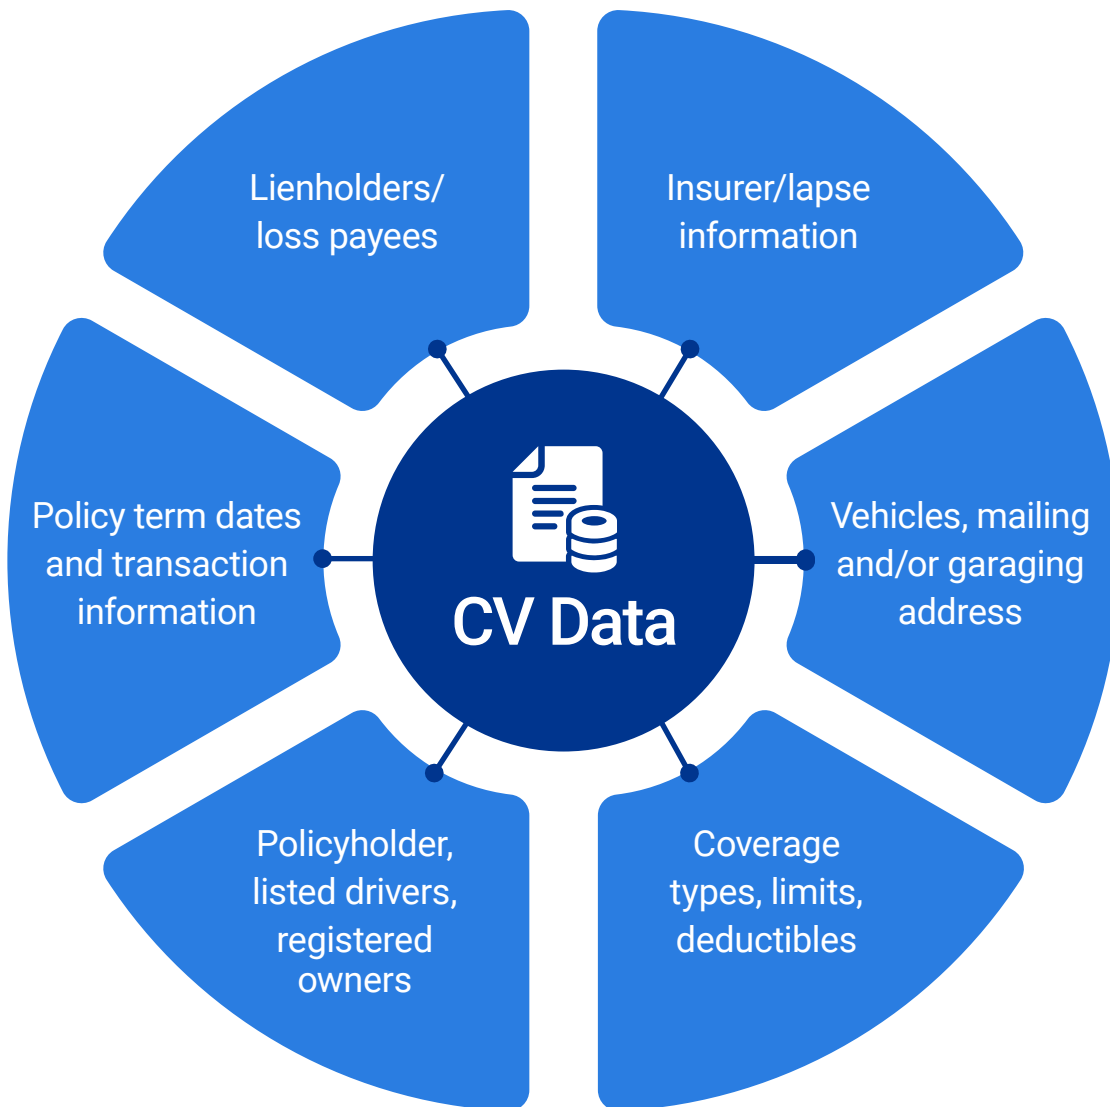 Lienholders/
loss payees
Insurer/lapse
information
Policy term dates
and transaction
information
CV Data
Vehicles, mailing
and/or garaging
address
Policyholder,
listed drivers,
registered
owners
Coverage
types, limits,
deductibles